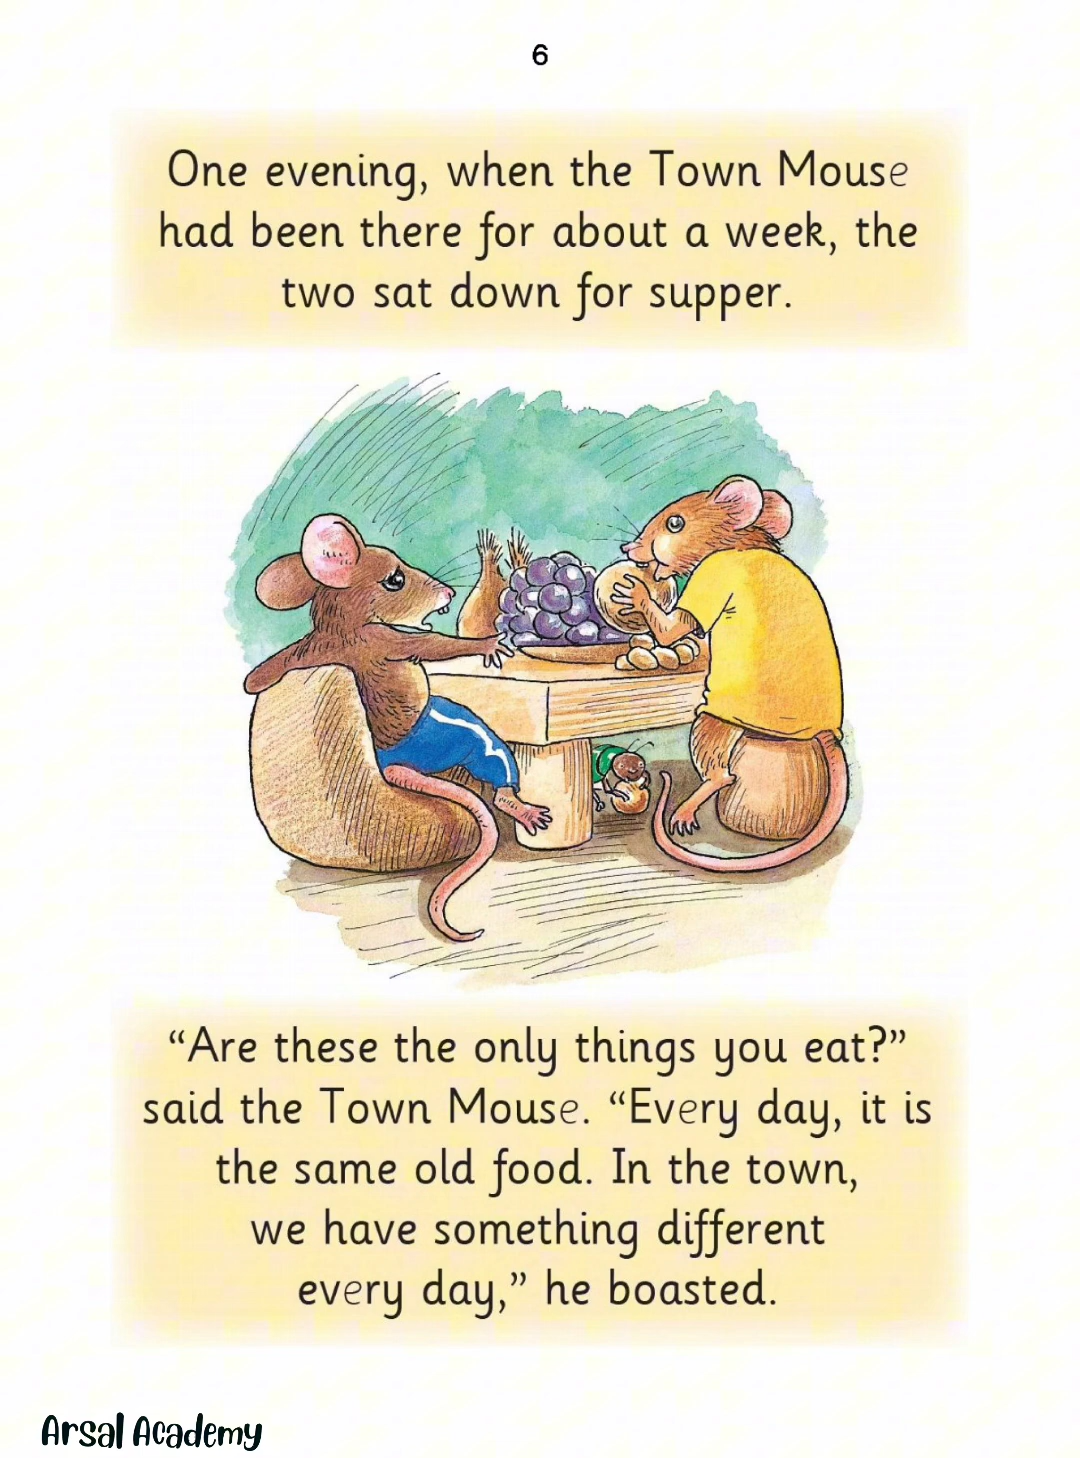 6
One evening, when the Town Mouse
had been there for about a week, the
two sat down for supper.
“Are these the only things you eat?”
said the Town Mouse. “Every day, it is
the same old food. In the town,
we have something different
every day,” he boasted.
Arsal Academy